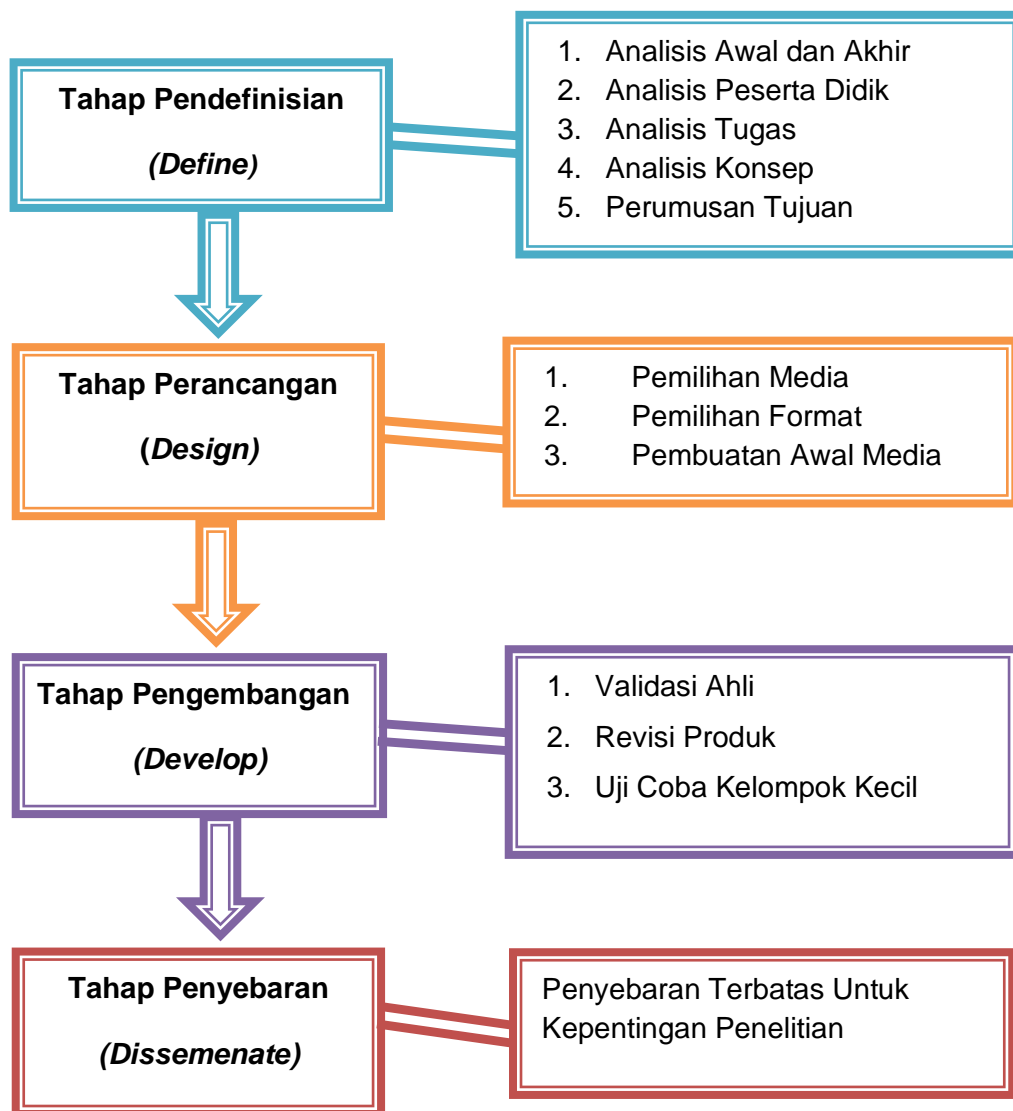 Tahap Pendefinisian
(Define)
1. Analisis Awal dan Akhir
2. Analisis Peserta Didik
3. Analisis Tugas
4. Analisis Konsep
5. Perumusan Tujuan
Tahap Perancangan
(Design)
1. Pemilihan Media
2. Pemilihan Format
3. Pembuatan Awal Media
Tahap Pengembangan
(Develop)
1. Validasi Ahli
2. Revisi Produk
3. Uji Coba Kelompok Kecil
Tahap Penyebaran
(Dissemenate)
Penyebaran Terbatas Untuk
Kepentingan Penelitian